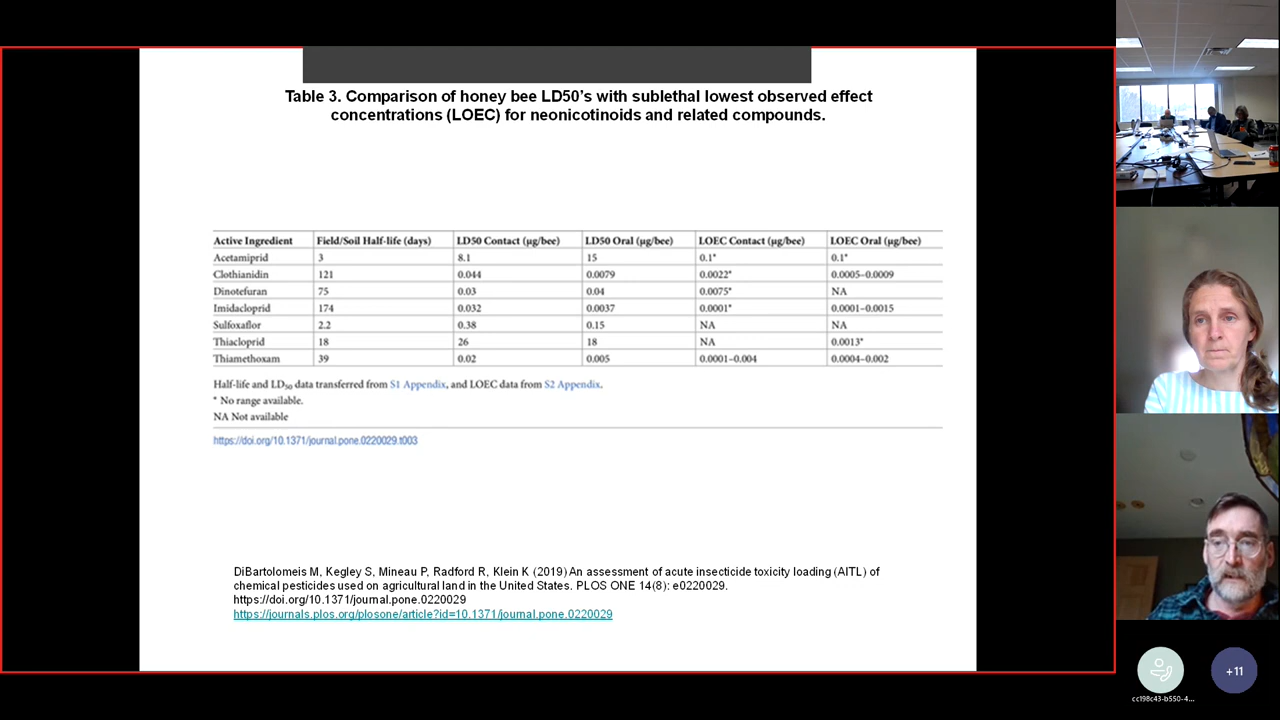 Table 3. Comparison of honey bee LD50's with sublethal lowest observed effect
concentrations (LOEC) for neonicotinoids and related compounds.
Active Ingredient Field/Soil Half-life (days) LD50 Contact (µg/bee) LD50 Oral (µg/bee) LOEC Contact (µg/bee) LOEC Oral (µg/bee)
Acetamiprid 3 8.1 15 0.1* 0.1*
Clothianidin 121 0.044 0.0079 0.0022* 0.0005–0.0009
Dinotefuran 75 0.03 0.04 0.0075* NA
Imidacloprid 174 0.032 0.0037 0.0001* 0.0001–0.0015
Sulfoxaflor 2.2 0.38 0.15 NA NA
Thiacloprid 18 26 18 NA 0.0013*
Thiamethoxam 39 0.02 0.005 0.0001–0.004 0.0004–0.002
Half-life and LD50 data transferred from S1 Appendix, and LOEC data from S2 Appendix.
* No range available.
NA Not available
https://doi.org/10.1371/journal.pone.0220029.t003
DiBartolomeis M, Kegley S, Mineau P, Radford R, Klein K (2019) An assessment of acute insecticide toxicity loading (AITL) of
chemical pesticides used on agricultural land in the United States. PLOS ONE 14(8): e0220029.
https://doi.org/10.1371/journal.pone.0220029
https://journals.plos.org/plosone/article?id=10.1371/journal.pone.0220029
+11
cc198c43-b550-4...